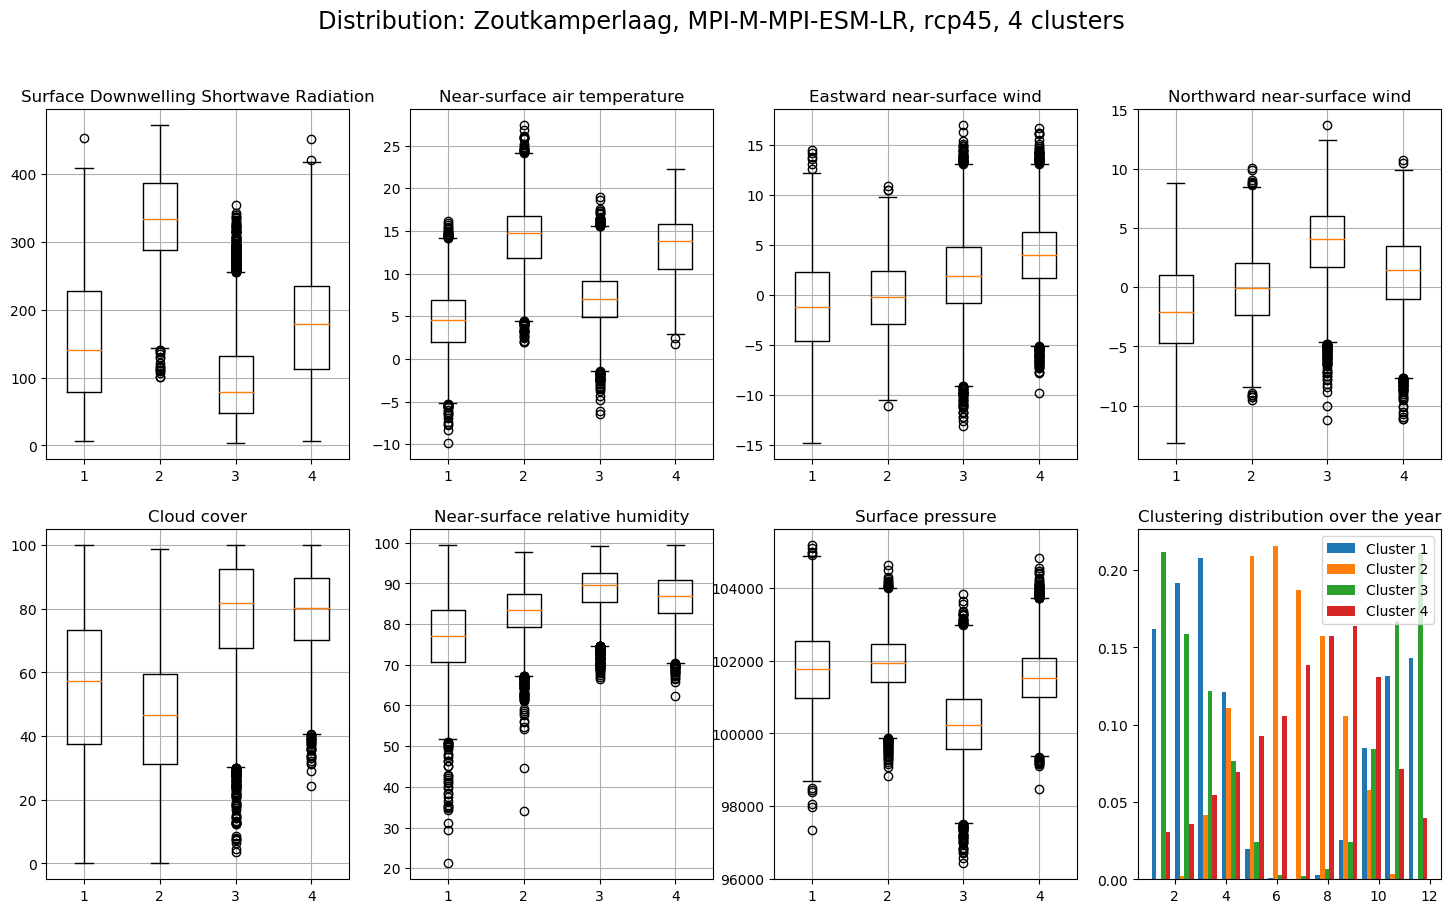 Distribution: Zoutkamperlaag, MPI-M-MPI-ESM-LR, rcp45, 4 clusters
Surface Downwelling Shortwave Radiation
400
300
200
100
0
1 2 3 4
Near-surface air temperature
25
20
15
10
5
0
−5
−10
1 2 3 4
Eastward near-surface wind
15
10
5
0
−5
−10
−15
1 2 3 4
Northward near-surface wind
15
10
5
0
−5
−10
1 2 3 4
Cloud cover
100
80
60
40
20
0
1 2 3 4
Near-surface relative humidity
100
90
80
70
60
50
40
30
20
1 2 3 4
Surface pressure
104000
102000
100000
98000
96000
1 2 3 4
Clustering distribution over the year
Cluster 1
Cluster 2
Cluster 3
Cluster 4
0.20
0.15
0.10
0.05
0.00
2 4 6 8 10 12